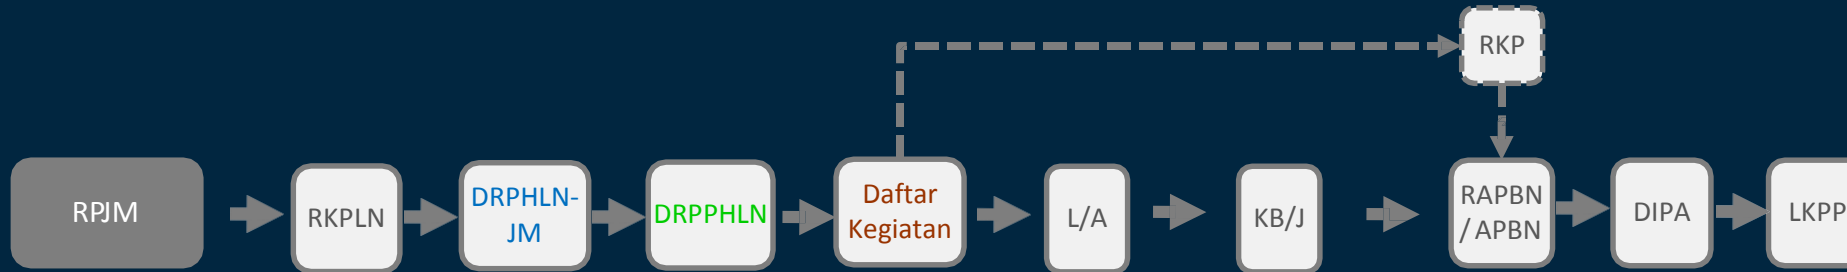 RKP
RPJM
RKPLN
DRPHLN-
JM
DRPPHLN
Daftar
Kegiatan
L/A
KB/J
RAPBN
/ APBN
DIPA
LKPP